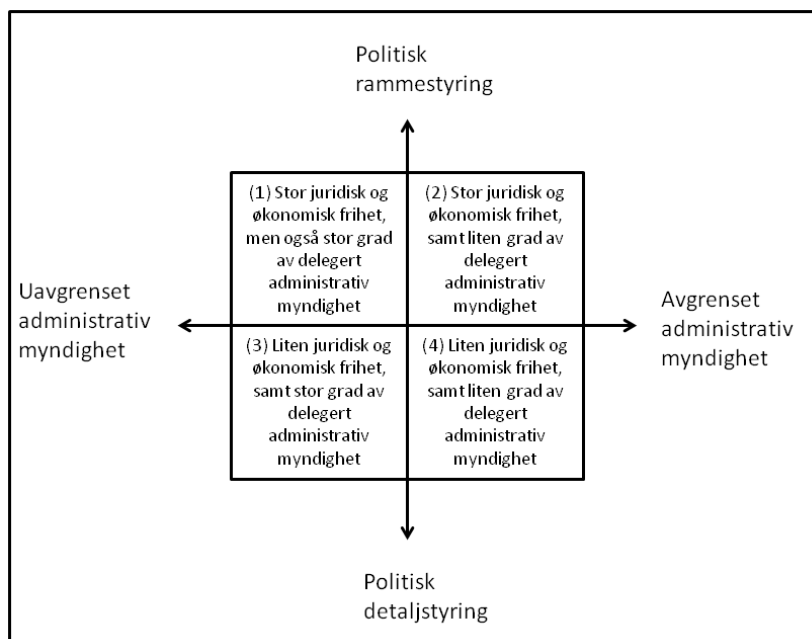 Politisk
rammestyring
(1) Stor juridisk og
økonomisk frihet,
men også stor grad
av delegert
administrativ
myndighet
(2) Stor juridisk og
økonomisk frihet,
samt liten grad av
delegert
administrativ
myndighet
Uavgrenset
administrativ
myndighet
Avgrenset
administrativ
myndighet
(3) Liten juridisk og
økonomisk frihet,
samt stor grad av
delegert
administrativ
myndighet
(4) Liten juridisk og
økonomisk frihet,
samt liten grad av
delegert
administrativ
myndighet
Politisk
detaljstyring